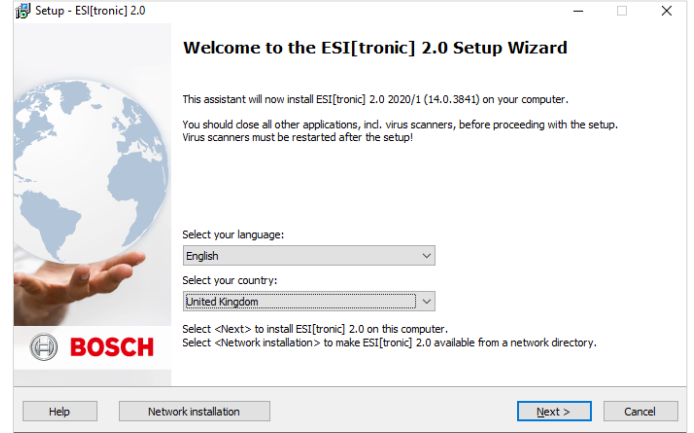 Setup - ESI[tronic] 2.0
Welcome to the ESI[tronic] 2.0 Setup Wizard
This assistant will now install ESI[tronic] 2.0 2020/1 (14.0.3841) on your computer.
You should close all other applications, incl. virus scanners, before proceeding with the setup.
Virus scanners must be restarted after the setup!
Select your language:
English
Select your country:
United Kingdom
Select <Next> to install ESI[tronic] 2.0 on this computer.
Select <Network installation> to make ESI[tronic] 2.0 available from a network directory.
BOSCH
Help
Network installation
Next >
Cancel